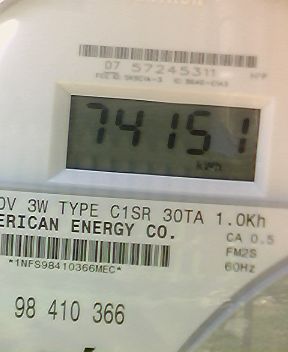 07 57245311
74151
kWh
0V 3W TYPE C1SR 30TA 1.0Kh
ERICAN ENERGY CO.
CA 0.5
FM2S
*1NFS98410366MEC*
60Hz
98 410 366